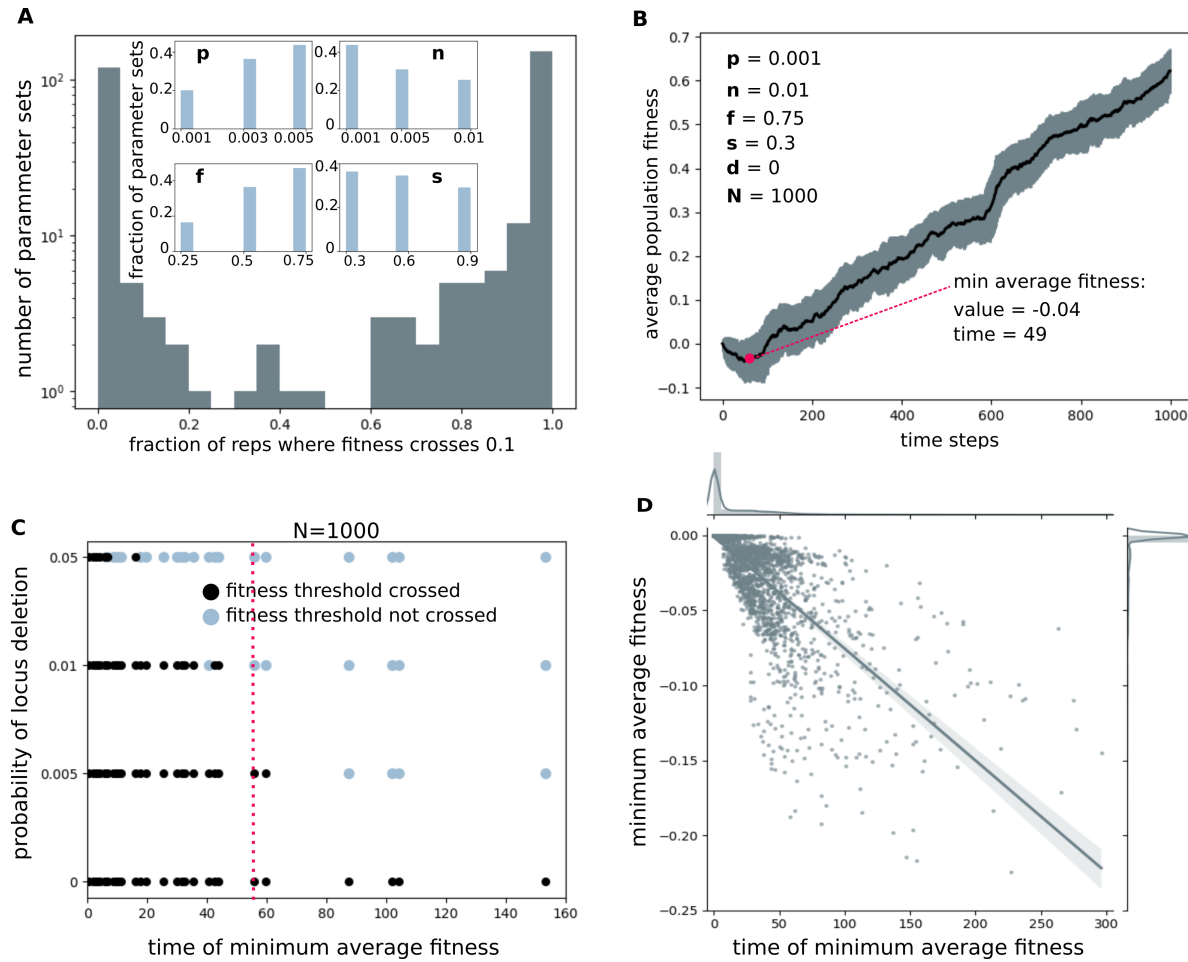 A
number of parammeter sets
10²
10¹
10⁰
0.0 0.2 0.4 0.6 0.8 1.0
fraction of reps where fitness crosses 0.1
fraction of parameter sets
p
0.4
0.2
0
0.001 0.003 0.005
n
0.4
0.2
0
0.001 0.005 0.01
f
0.4
0.2
0
0.25 0.5 0.75
s
0.4
0.2
0
0.3 0.6 0.9
B
average population fitness
0.7
0.6
0.5
0.4
0.3
0.2
0.1
0.0
−0.1
p = 0.001
n = 0.01
f = 0.75
s = 0.3
d = 0
N = 1000
min average fitness:
value = -0.04
time = 49
0 200 400 600 800 1000
time steps
C
N=1000
probability of locus deletion
0.05
0.01
0.005
0
fitness threshold crossed
fitness threshold not crossed
0 20 40 60 80 100 120 140 160
time of minimum average fitness
D
minimum average fitness
0.00
−0.05
−0.10
−0.15
−0.20
−0.25
0 50 100 150 200 250 300
time of minimum average fitness